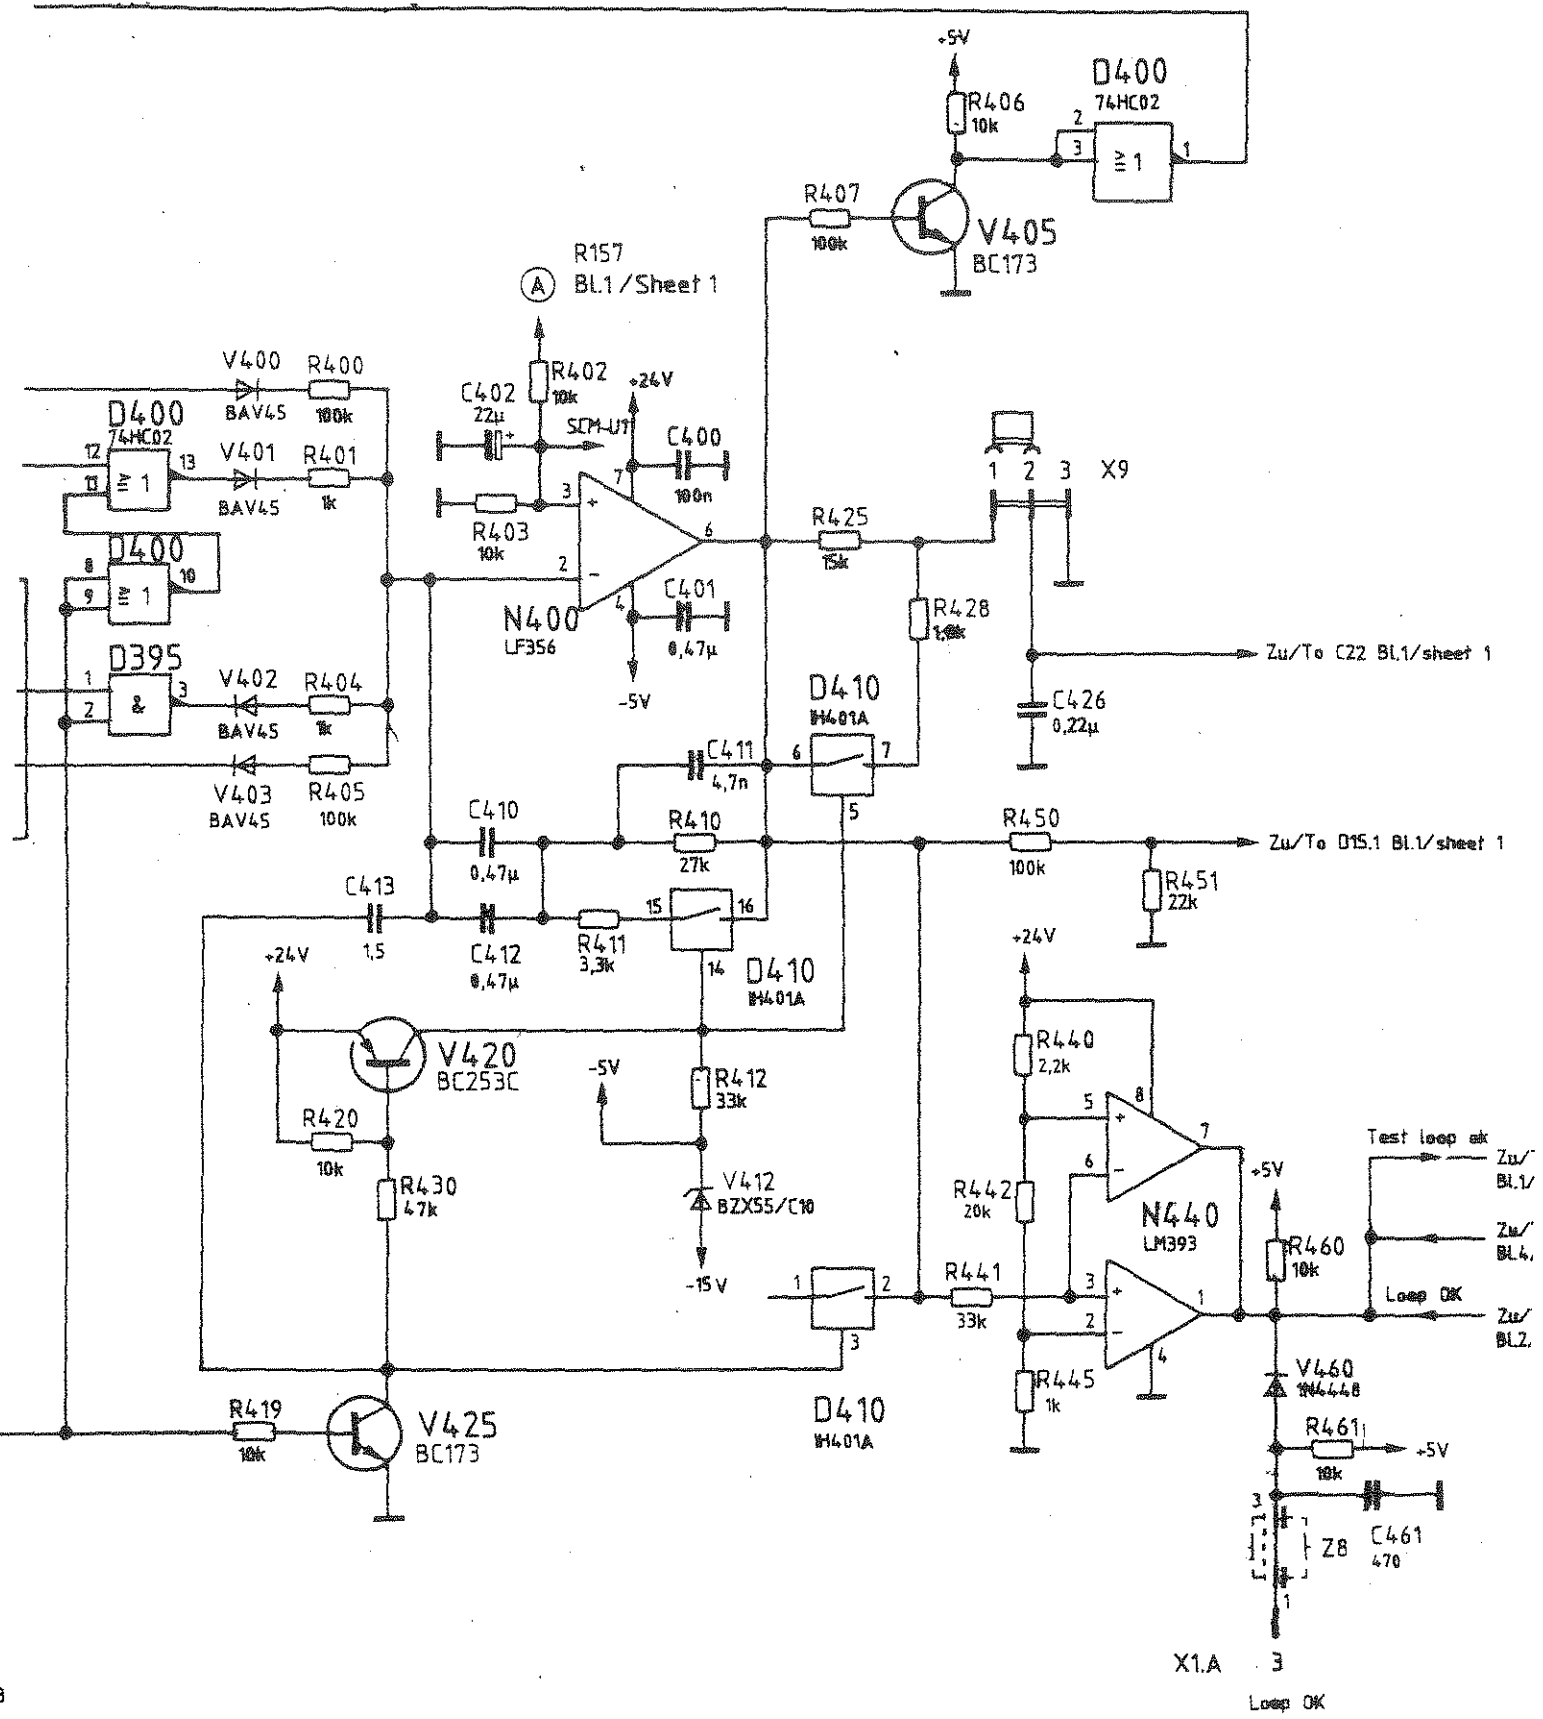 +5V
R406
10k
D400
74HC02
2
3
≥1
1
R407
100k
V405
BC173
R157
A
Bl.1/Sheet 1
V400
R400
BAV45
100k
C402
22µ
+
R402
10k
+24V
SCM-U1
C400
100n
D400
74HC02
12
11
≥1
13
V401
R401
BAV45
1k
R403
10k
3
+
7
6
2
-
4
N400
LF356
C401
0,47µ
-5V
R425
15k
1 2 3 X9
D400
8
9
≥1
10
R428
Zu/To C22 Bl.1/sheet 1
C426
0,22µ
D395
1
2
&
3
V402
R404
BAV45
1k
V403
R405
BAV45
100k
D410
IH401A
6
7
5
C411
4,7n
C410
0,47µ
R410
27k
R450
100k
Zu/To D15.1 Bl.1/sheet 1
R451
22k
C413
1,5
C412
0,47µ
R411
3,3k
15
16
14
D410
IH401A
+24V
V420
BC253C
R420
10k
R430
47k
-5V
R412
33k
V412
BZX55/C10
-15V
+24V
R440
2,2k
5
+
8
7
6
-
R442
20k
N440
LM393
R441
33k
3
+
1
2
-
4
R445
1k
1
2
3
D410
IH401A
R419
10k
V425
BC173
+5V
R460
10k
Test loop ok
Zu/
Bl.1/
Zu/
Bl.4.
Loop OK
Zu/
Bl.2.
V460
1N4448
R461
10k
+5V
3
C461
470
Z8
1
X1.A 3
Loop OK